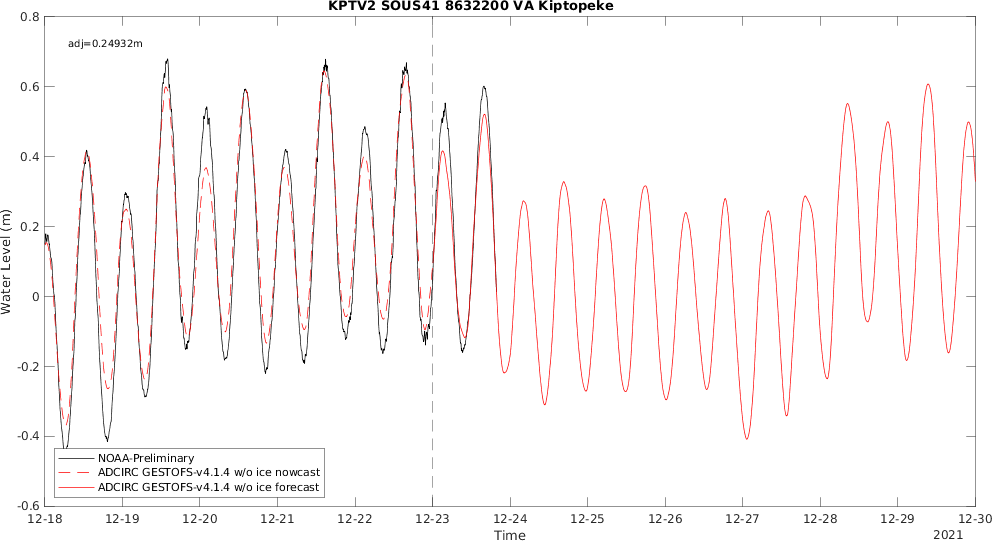 KPTV2 SOUS41 8632200 VA Kiptopeke
adj=0.24932m
0.8
0.6
0.4
0.2
0
-0.2
-0.4
-0.6
Water Level (m)
NOAA-Preliminary
ADCIRC GESTOFS-v4.1.4 w/o ice nowcast
ADCIRC GESTOFS-v4.1.4 w/o ice forecast
12-18 12-19 12-20 12-21 12-22 12-23 12-24 12-25 12-26 12-27 12-28 12-29 12-30
Time
2021